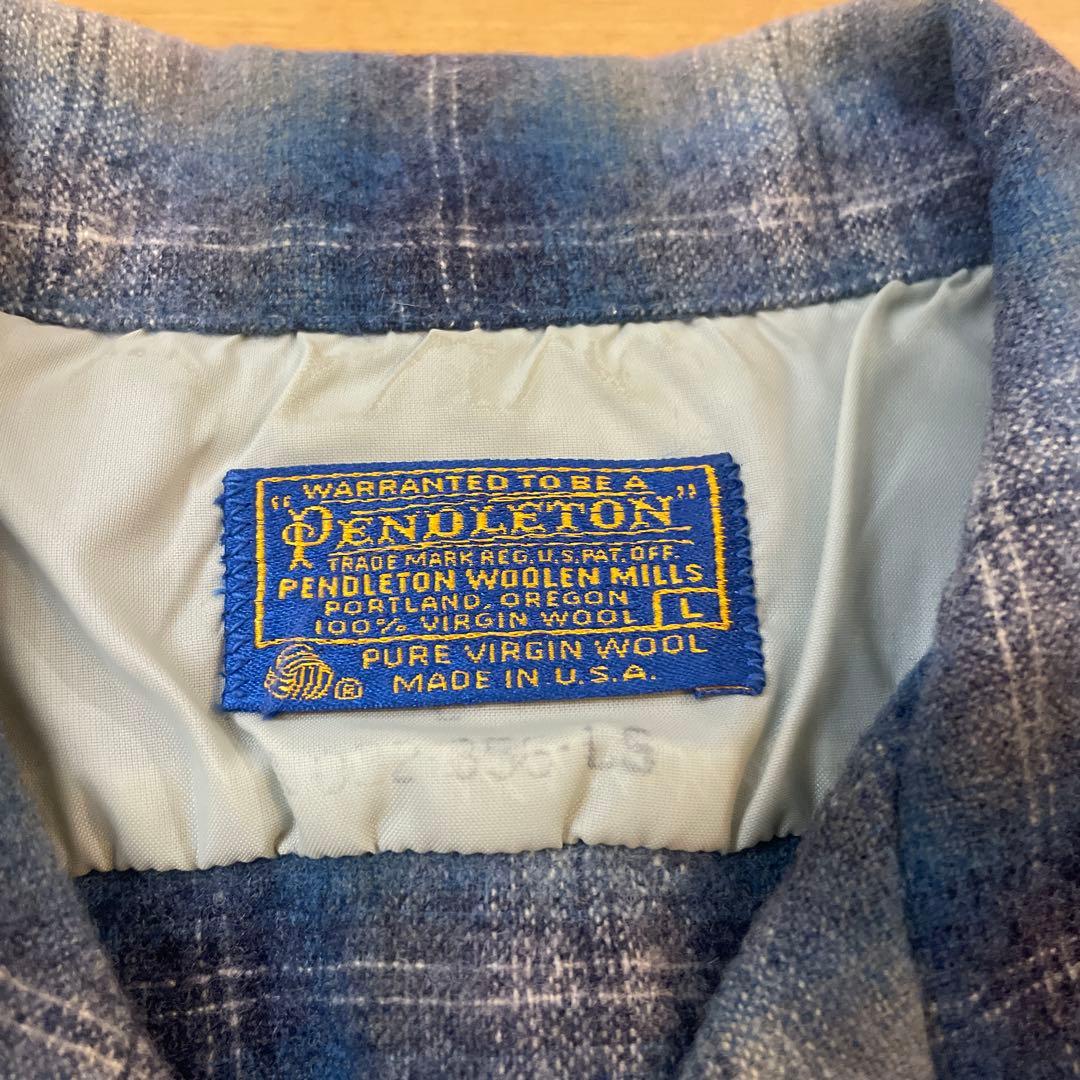 WARRANTED TO BE A
"PENDLETON"
TRADE MARK REG. U.S. PAT. OFF.
PENDLETON WOOLEN MILLS
PORTLAND, OREGON
100% VIRGIN WOOL L
PURE VIRGIN WOOL
® MADE IN U.S.A.